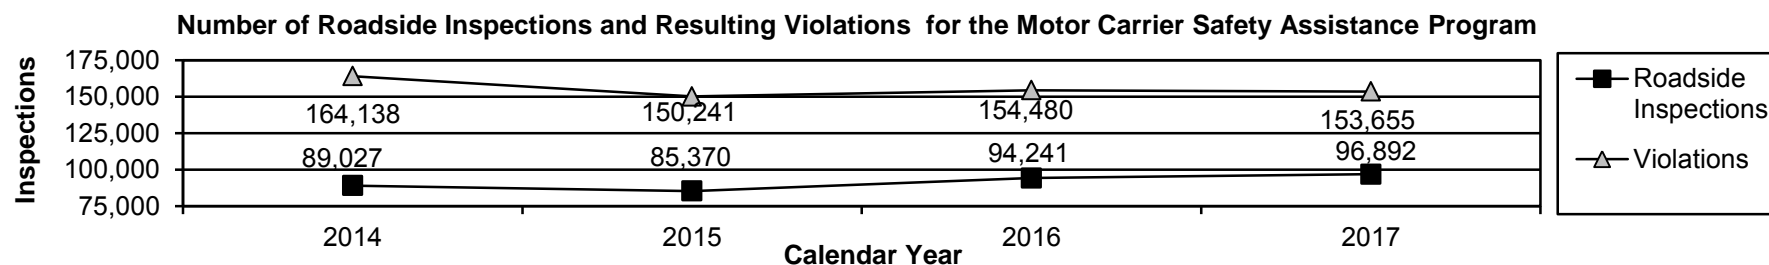 Number of Roadside Inspections and Resulting Violations for the Motor Carrier Safety Assistance Program
Inspections
175,000
150,000
125,000
100,000
75,000
164,138
150,241
154,480
153,655
89,027
85,370
94,241
96,892
2014
2015
2016
2017
Calendar Year
Roadside
Inspections
Violations